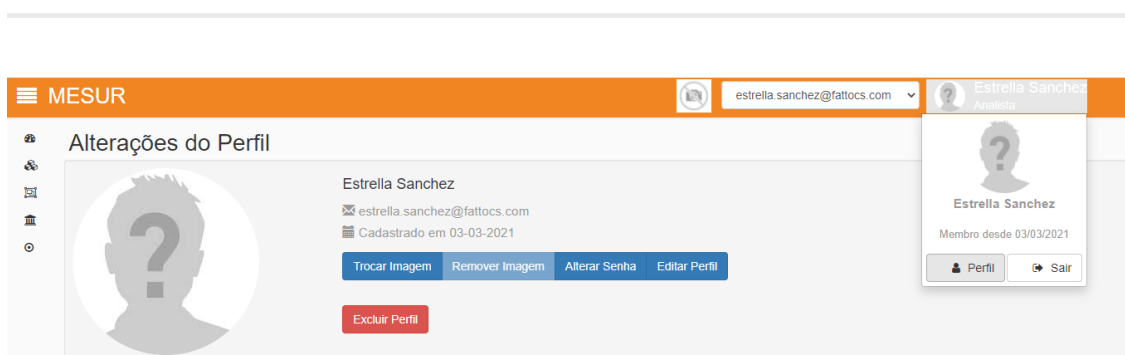 MESUR
estrella.sanchez@fattocs.com
Estrella Sanchez
Analista
Alterações do Perfil
Estrella Sanchez
estrella.sanchez@fattocs.com
Cadastrado em 03-03-2021
Trocar Imagem Remover Imagem Alterar Senha Editar Perfil
Excluir Perfil
Estrella Sanchez
Membro desde 03/03/2021
Perfil Sair